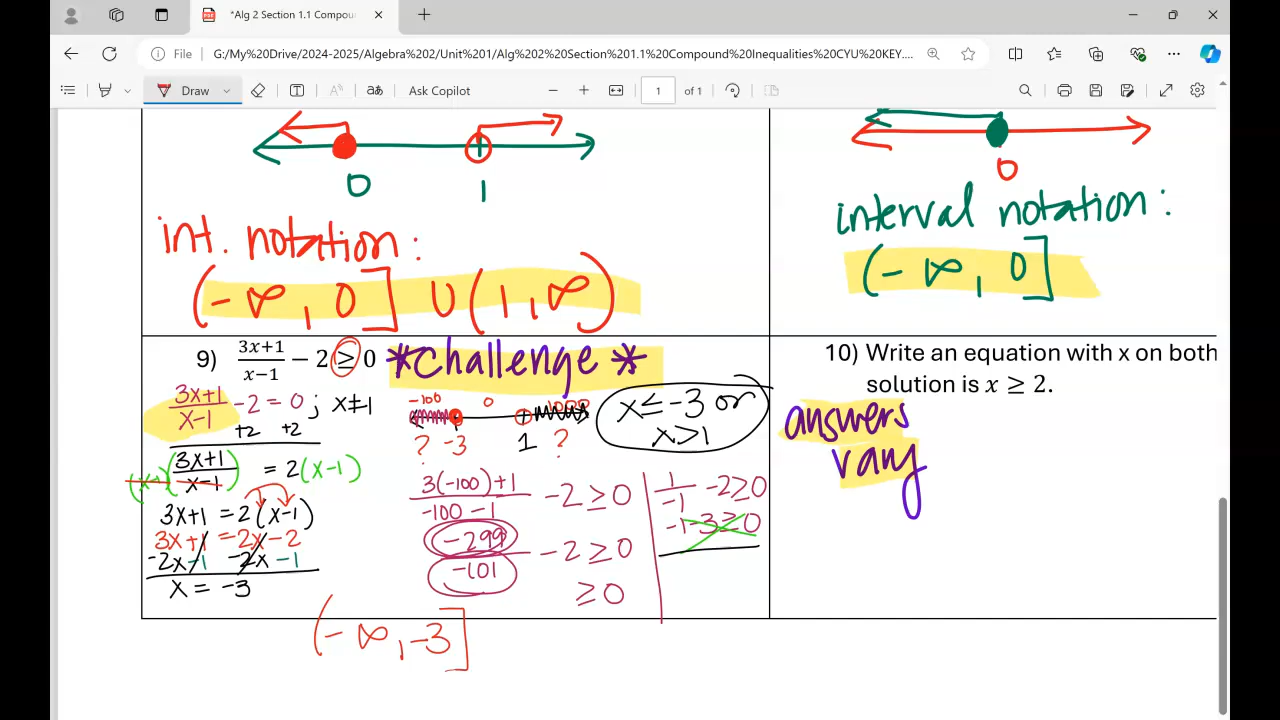 *Alg 2 Section 1.1 Compou
File
G:/My%20Drive/2024-2025/Algebra%202/Unit%201/Alg%202%20Section%201.1%20Compound%20Inequalities%20CYU%20KEY....
Draw
Ask Copilot
1 of 1
0
1
int. notation:
(-∞, 0] ∪ (1, ∞)
0
interval notation:
(-∞, 0]
9) (3x+1)/(x−1) − 2 ≥ 0 *Challenge*
(3x+1)/(x-1) -2 = 0 ; x≠1
+2 +2
(x-1)((3x+1)/(x-1)) = 2(x-1)
3x+1 = 2(x-1)
3x+1 = 2x-2
-2x-1 -2x -1
x = -3
-100 0 1000
? -3 1 ?
x≤-3 or
x>1
(3(-100)+1)/(-100-1) -2≥0
-299/-101 -2≥0
≥0
1/-1 -2≥0
-1-3≥0
(-∞, -3]
10) Write an equation with x on both
solution is x ≥ 2.
answers
vary